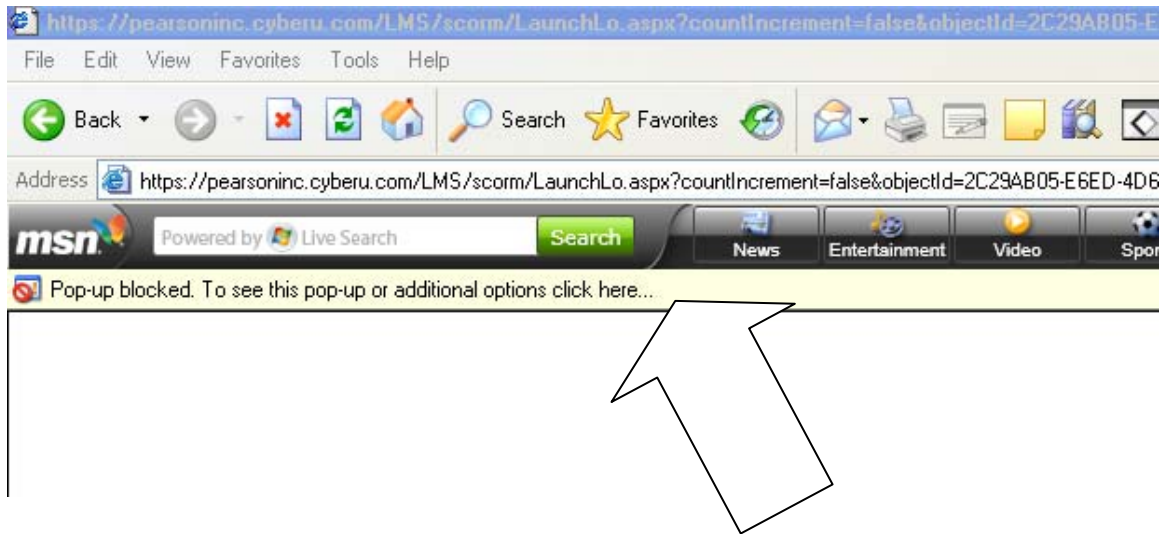 https://pearsoninc.cyberu.com/LMS/scorm/LaunchLo.aspx?countIncrement=false&objectId=2C29AB05-E
File Edit View Favorites Tools Help
Back Search Favorites
Address https://pearsoninc.cyberu.com/LMS/scorm/LaunchLo.aspx?countIncrement=false&objectId=2C29AB05-E6ED-4D6
msn Powered by Live Search Search News Entertainment Video Spor
Pop-up blocked. To see this pop-up or additional options click here...